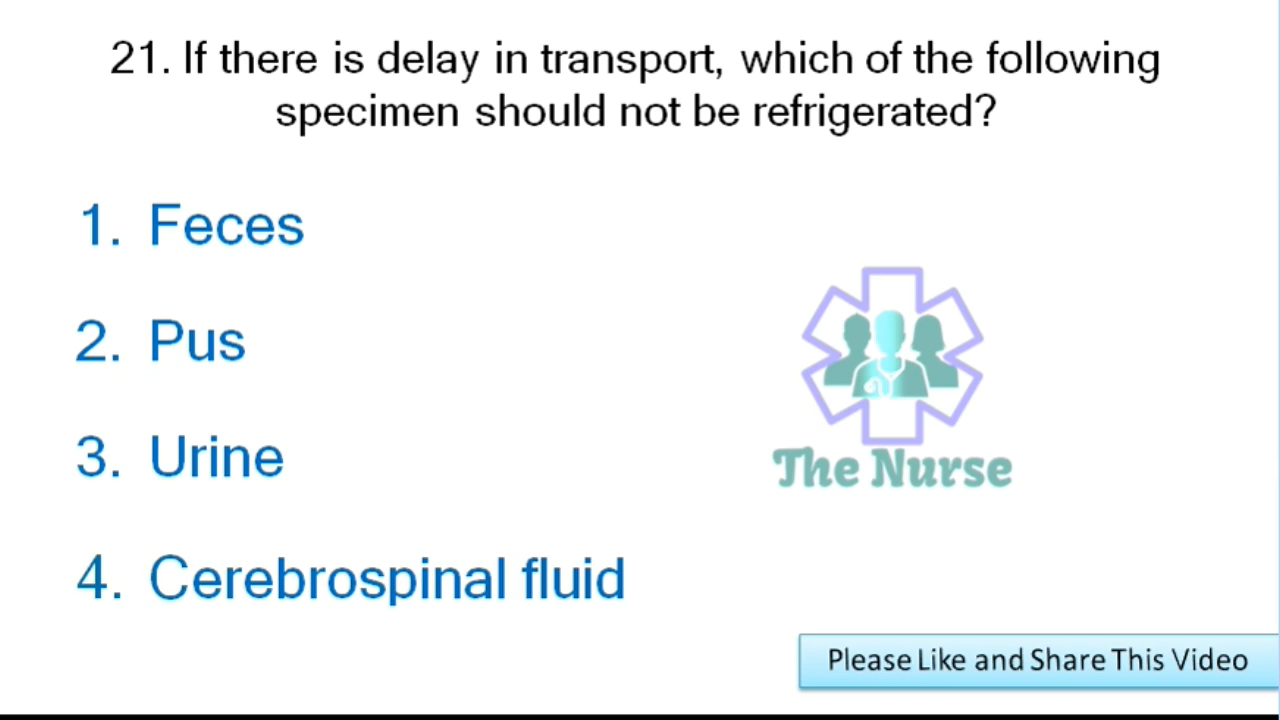 21. If there is delay in transport, which of the following
specimen should not be refrigerated?
1. Feces
2. Pus
3. Urine
4. Cerebrospinal fluid
The Nurse
Please Like and Share This Video